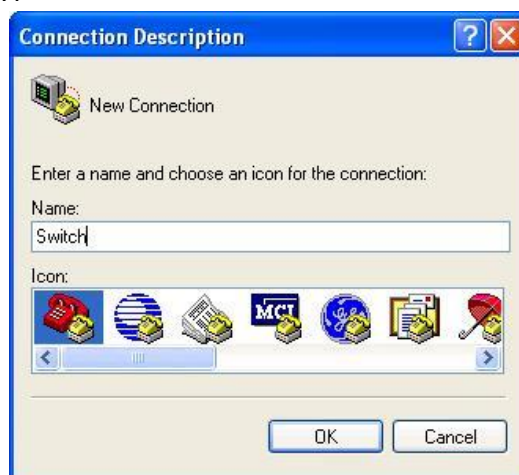 Connection Description
New Connection
Enter a name and choose an icon for the connection:
Name:
Switch
Icon:
MCI
OK Cancel